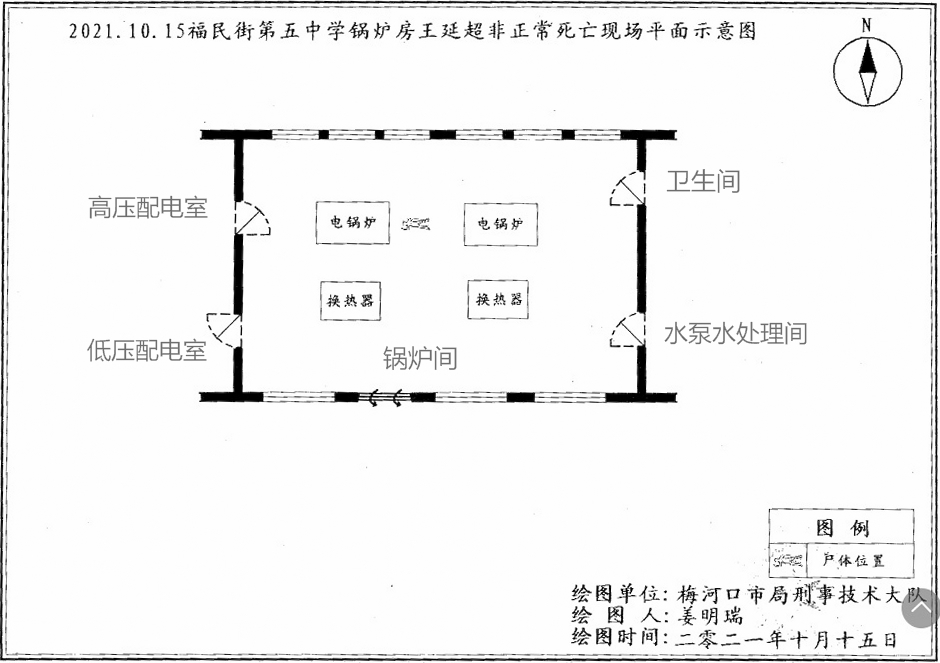 2021.10.15福民街第五中学锅炉房王廷超非正常死亡现场平面示意图
N
卫生间
高压配电室
电锅炉
电锅炉
换热器
换热器
水泵水处理间
低压配电室
锅炉间
图 例
尸体位置
绘图单位:梅河口市局刑事技术大队
绘 图 人:姜明瑞
绘图时间:二零二一年十月十五日